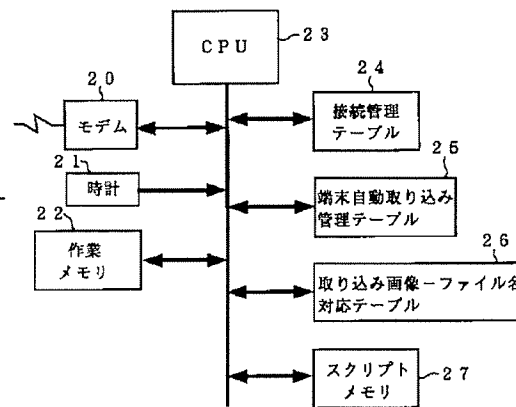 CPU
23
20
モデム
24
接続管理
テーブル
21
時計
25
端末自動取り込み
管理テーブル
22
作業
メモリ
26
取り込み画像-ファイル名
対応テーブル
スクリプト
メモリ
27